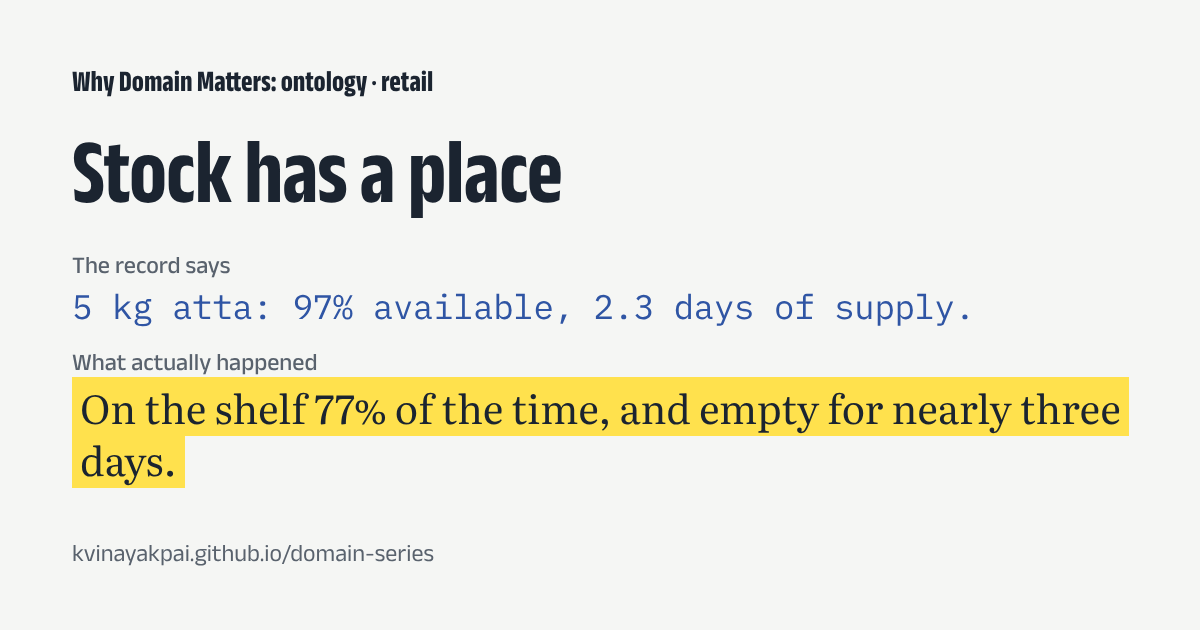 Why Domain Matters: ontology · retail
Stock has a place
The record says
5 kg atta: 97% available, 2.3 days of supply.
What actually happened
On the shelf 77% of the time, and empty for nearly three
days.
kvinayakpai.github.io/domain-series